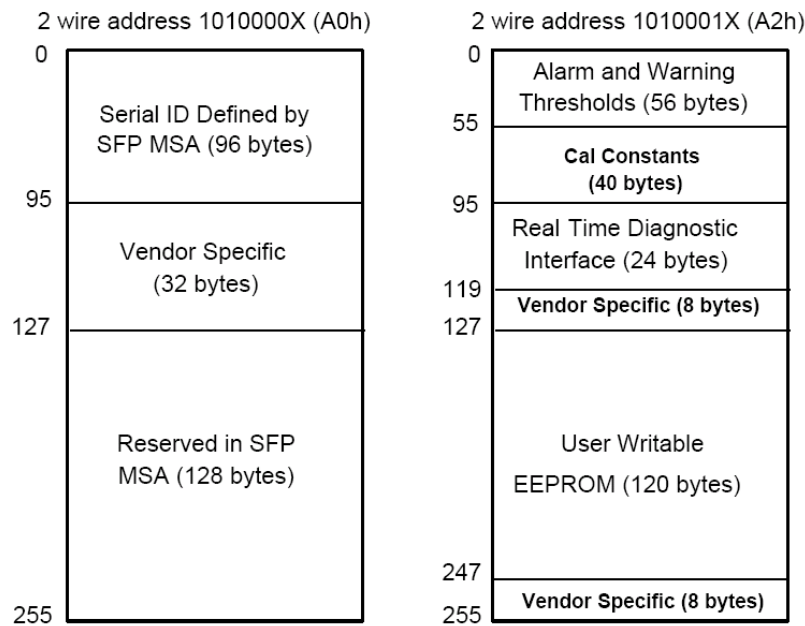 2 wire address 1010000X (A0h)
0
Serial ID Defined by
SFP MSA (96 bytes)
95
Vendor Specific
(32 bytes)
127
Reserved in SFP
MSA (128 bytes)
255
2 wire address 1010001X (A2h)
0
Alarm and Warning
Thresholds (56 bytes)
55
Cal Constants
(40 bytes)
95
Real Time Diagnostic
Interface (24 bytes)
119
Vendor Specific (8 bytes)
127
User Writable
EEPROM (120 bytes)
247
Vendor Specific (8 bytes)
255